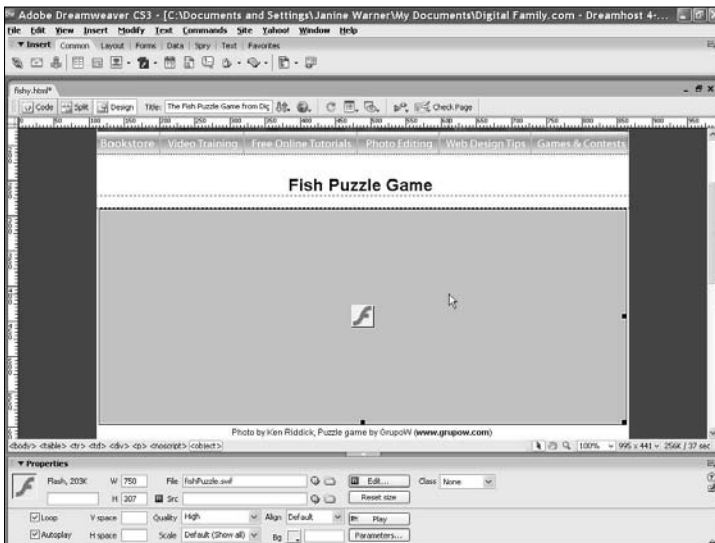 Adobe Dreamweaver CS3 - [C:\Documents and Settings\Janine Warner\My Documents\Digital Family.com - Dreamhost 4-...
File Edit View Insert Modify Text Commands Site Yahoo! Window Help
▼ Insert Common Layout Forms Data Spry Text Favorites
fishy.html*
Code Split Design Title: The Fish Puzzle Game from Dig Check Page
Bookstore Video Training Free Online Tutorials Photo Editing Web Design Tips Games & Contests
Fish Puzzle Game
Photo by Ken Riddick, Puzzle game by GrupoW (www.grupow.com)
<body> <table> <tr> <td> <div> <p> <noscript> <object> 100% 995 x 441 256K / 37 sec
▼ Properties
Flash, 203K W 750 File fishPuzzle.swf Edit... Class None
H 307 Src Reset size
Loop V space Quality High Align Default Play
Autoplay H space Scale Default (Show all) Bg Parameters...